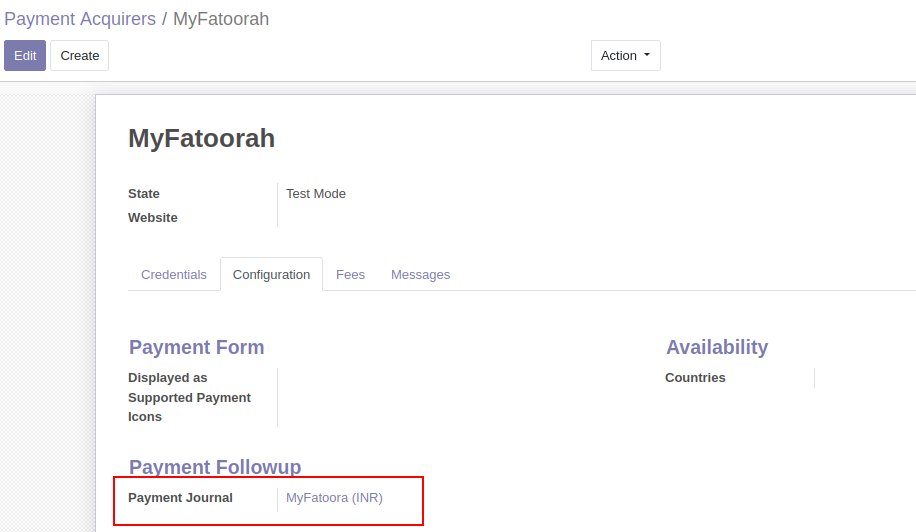 Payment Acquirers / MyFatoorah
Edit Create Action
MyFatoorah
State Test Mode
Website
Credentials Configuration Fees Messages
Payment Form Availability
Displayed as Countries
Supported Payment
Icons
Payment Followup
Payment Journal MyFatoora (INR)